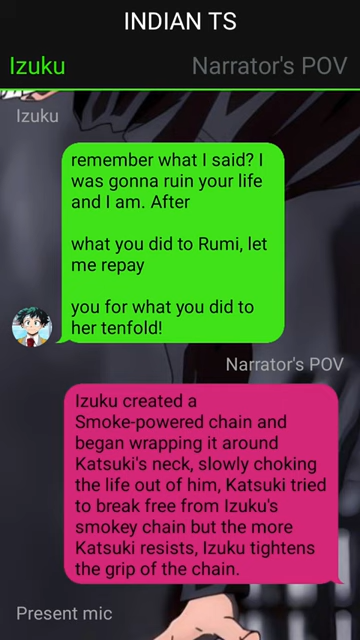 INDIAN TS
Izuku
Narrator's POV
Izuku
remember what I said? I
was gonna ruin your life
and I am. After
what you did to Rumi, let
me repay
you for what you did to
her tenfold!
Narrator's POV
Izuku created a
Smoke-powered chain and
began wrapping it around
Katsuki's neck, slowly choking
the life out of him, Katsuki tried
to break free from Izuku's
smokey chain but the more
Katsuki resists, Izuku tightens
the grip of the chain.
Present mic